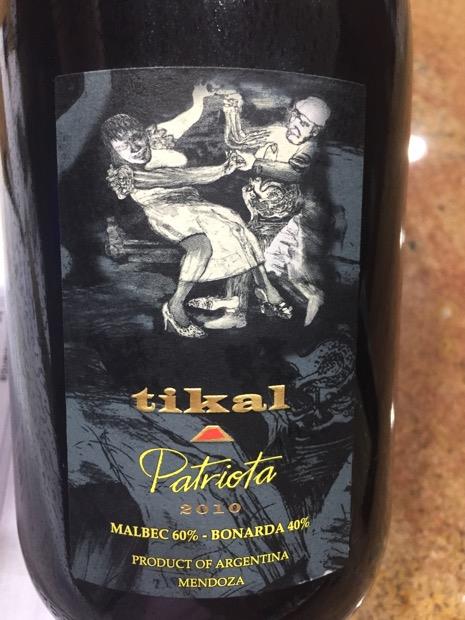 tikal
Patriota
2010
MALBEC 60% - BONARDA 40%
PRODUCT OF ARGENTINA
MENDOZA